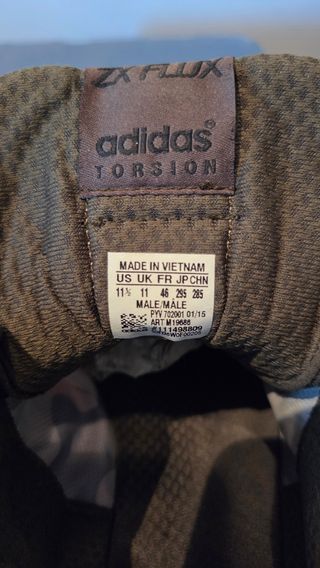 ZX FLUX
adidas®
TORSION
MADE IN VIETNAM
US UK FR JP CHN
11½ 11 46 295 285
MALE/MALE
PYV 702001 01/15
ART M19686